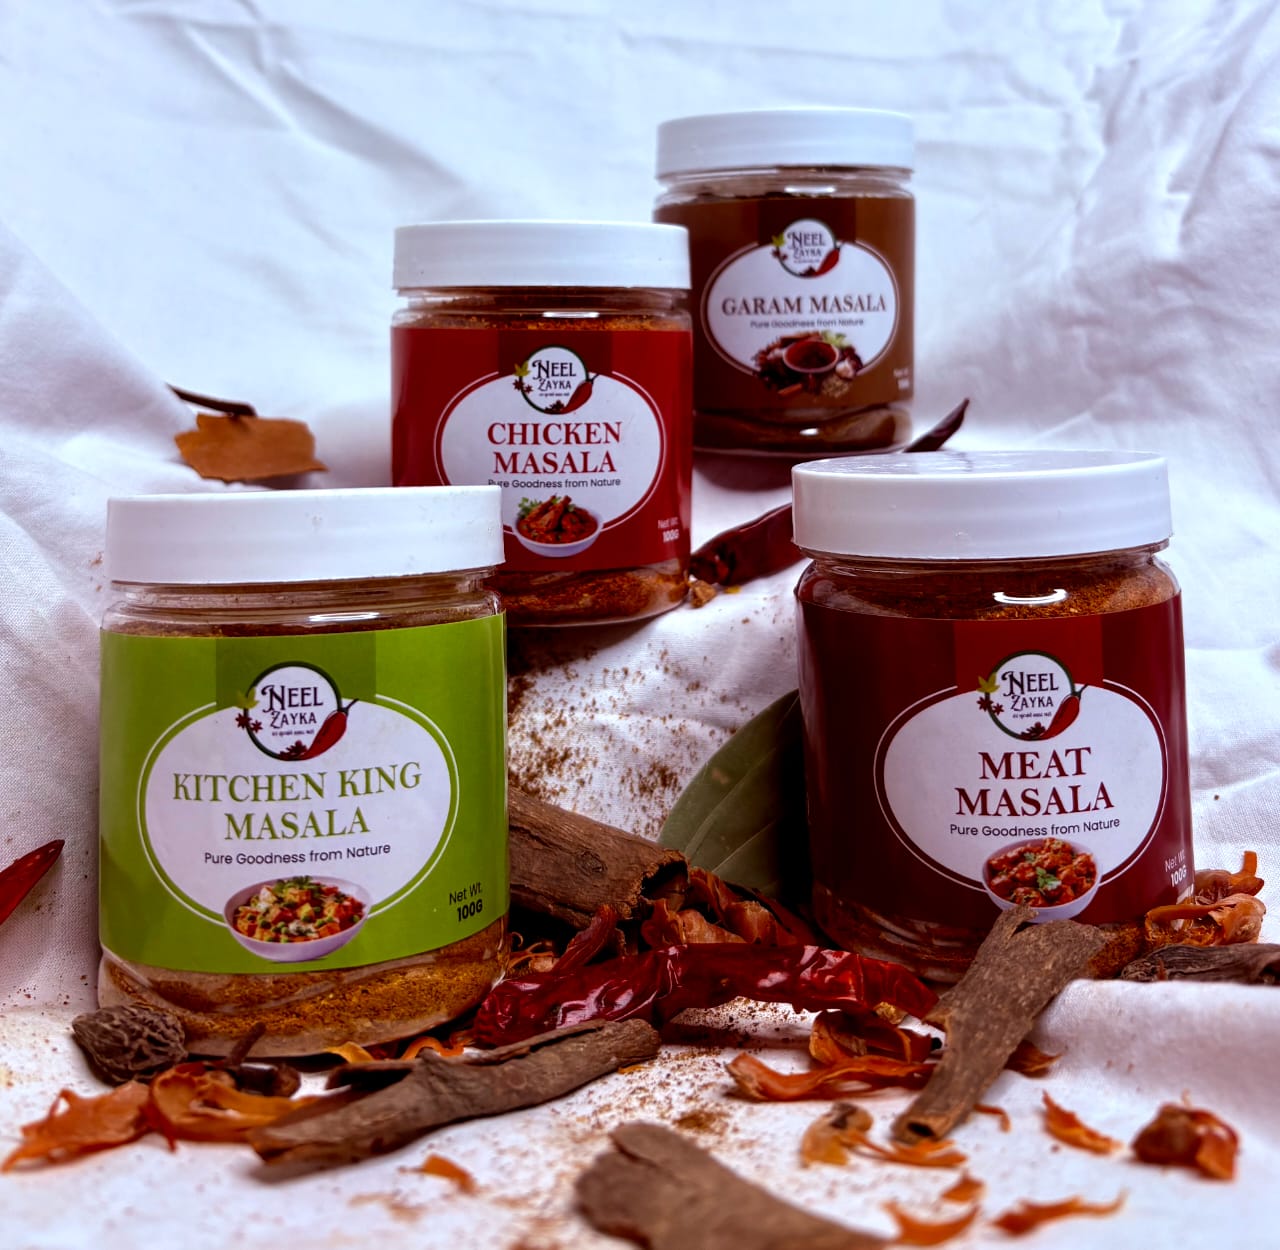 NEEL
ZAYKA
GARAM MASALA
Pure Goodness from Nature
NEEL
ZAYKA
CHICKEN
MASALA
Pure Goodness from Nature
Net Wt.
100G
NEEL
ZAYKA
KITCHEN KING
MASALA
Pure Goodness from Nature
Net Wt.
100G
NEEL
ZAYKA
MEAT
MASALA
Pure Goodness from Nature
Net Wt.
100G